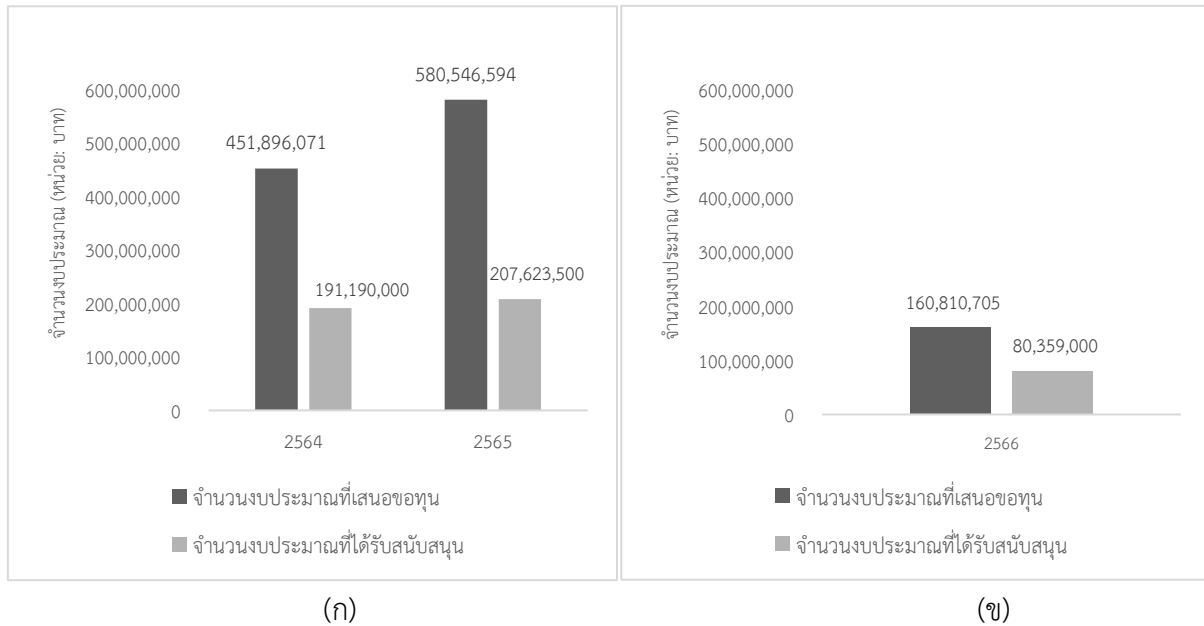 จำนวนงบประมาณ (หน่วย: บาท)
600,000,000
500,000,000
400,000,000
300,000,000
200,000,000
100,000,000
0
451,896,071
191,190,000
580,546,594
207,623,500
2564
2565
จำนวนงบประมาณที่เสนอขอทุน
จำนวนงบประมาณที่ได้รับสนับสนุน
(ก)
จำนวนงบประมาณ (หน่วย: บาท)
600,000,000
500,000,000
400,000,000
300,000,000
200,000,000
100,000,000
0
160,810,705
80,359,000
2566
จำนวนงบประมาณที่เสนอขอทุน
จำนวนงบประมาณที่ได้รับสนับสนุน
(ข)